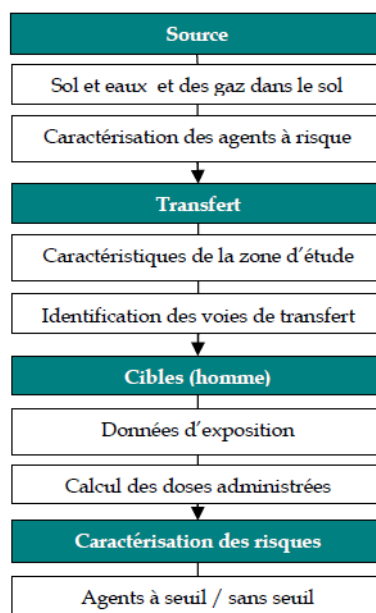 Source
Sol et eaux et des gaz dans le sol
Caractérisation des agents à risque
Transfert
Caractéristiques de la zone d'étude
Identification des voies de transfert
Cibles (homme)
Données d'exposition
Calcul des doses administrées
Caractérisation des risques
Agents à seuil / sans seuil